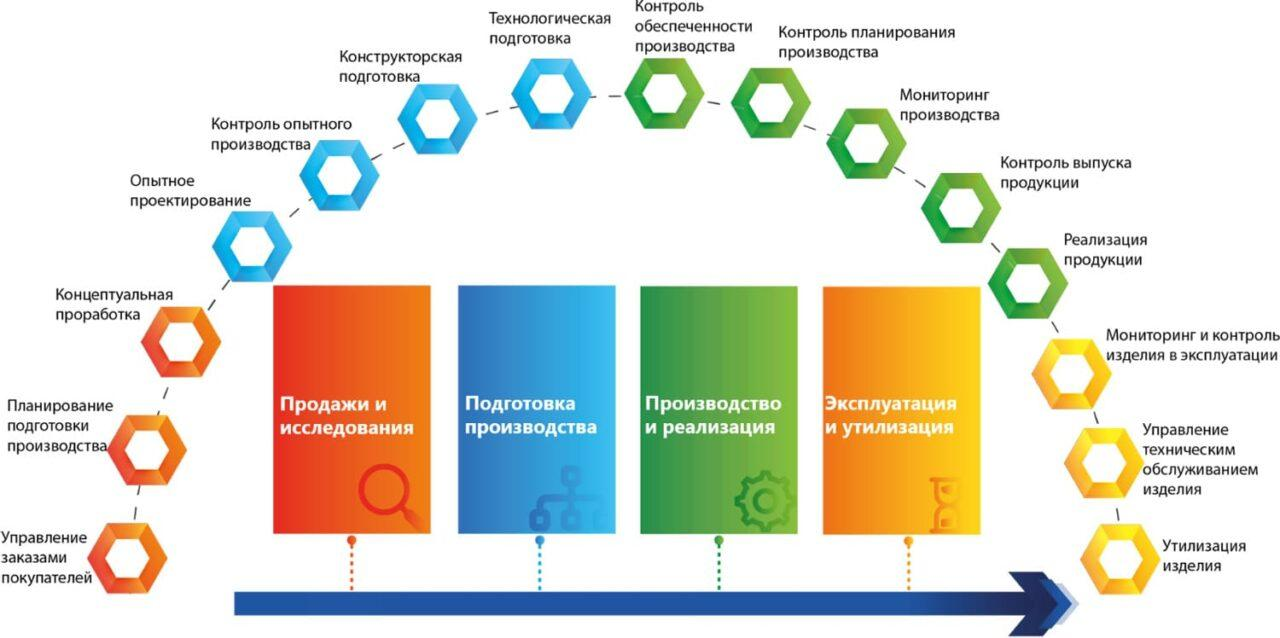 Управление
заказами
покупателей
Планирование
подготовки
производства
Концептуальная
проработка
Опытное
проектирование
Контроль опытного
производства
Конструкторская
подготовка
Технологическая
подготовка
Контроль
обеспеченности
производства
Контроль планирования
производства
Мониторинг
производства
Контроль выпуска
продукции
Реализация
продукции
Мониторинг и контроль
изделия в эксплуатации
Управление
техническим
обслуживанием
изделия
Утилизация
изделия
Продажи и
исследования
Подготовка
производства
Производство
и реализация
Эксплуатация
и утилизация